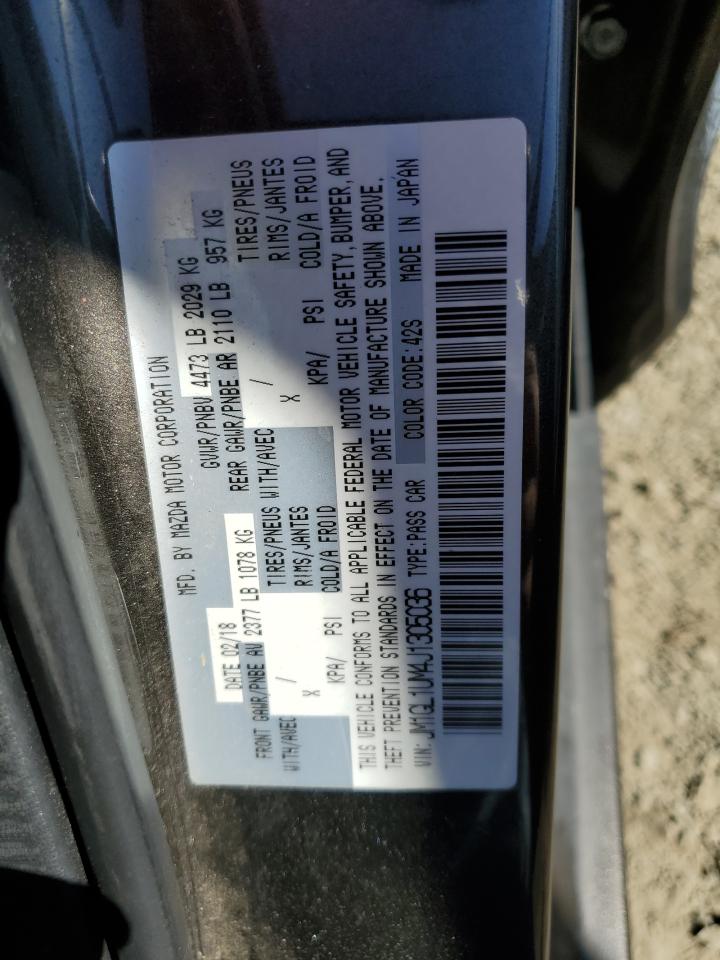 MFD. BY MAZDA MOTOR CORPORATION
DATE 02/18 GVWR/PNBV 4473 LB 2029 KG
FRONT GAWR/PNBE AV 2377 LB 1078 KG REAR GAWR/PNBE AR 2110 LB 957 KG
WITH/AVEC / TIRES/PNEUS WITH/AVEC / TIRES/PNEUS
X RIMS/JANTES X RIMS/JANTES
KPA/ PSI COLD/A FROID KPA/ PSI COLD/A FROID
THIS VEHICLE CONFORMS TO ALL APPLICABLE FEDERAL MOTOR VEHICLE SAFETY, BUMPER, AND
THEFT PREVENTION STANDARDS IN EFFECT ON THE DATE OF MANUFACTURE SHOWN ABOVE.
VIN: JM1GL1UM4J1305036 TYPE:PASS CAR COLOR CODE:42S MADE IN JAPAN